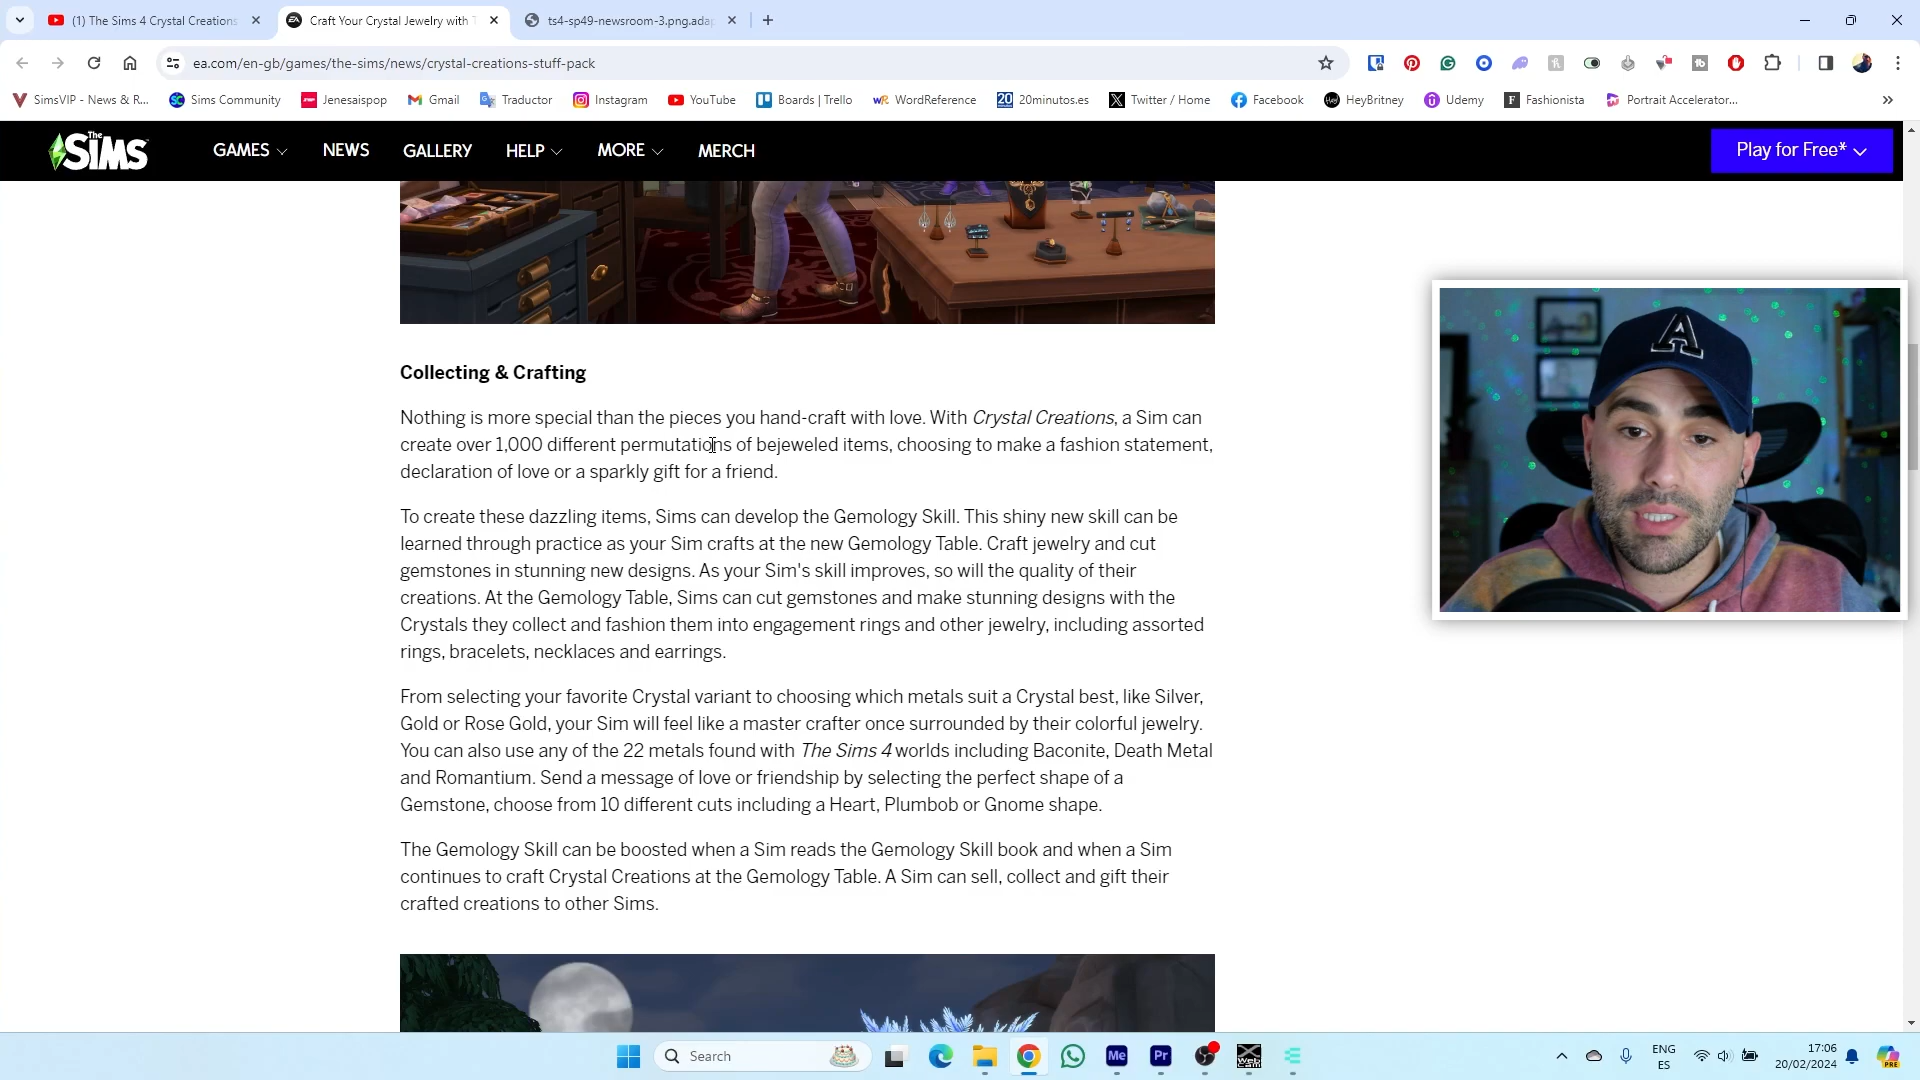 (1) The Sims 4 Crystal Creations
Craft Your Crystal Jewelry with T
ts4-sp49-newsroom-3.png.adap
ea.com/en-gb/games/the-sims/news/crystal-creations-stuff-pack
SimsVIP - News & R...
Sims Community
Jenesaispop
Gmail
Traductor
Instagram
YouTube
Boards | Trello
WordReference
20minutos.es
Twitter / Home
Facebook
HeyBritney
Udemy
Fashionista
Portrait Accelerator...
The SIMS
GAMES
NEWS
GALLERY
HELP
MORE
MERCH
Play for Free*
Collecting & Crafting
Nothing is more special than the pieces you hand-craft with love. With Crystal Creations, a Sim can
create over 1,000 different permutations of bejeweled items, choosing to make a fashion statement,
declaration of love or a sparkly gift for a friend.
To create these dazzling items, Sims can develop the Gemology Skill. This shiny new skill can be
learned through practice as your Sim crafts at the new Gemology Table. Craft jewelry and cut
gemstones in stunning new designs. As your Sim's skill improves, so will the quality of their
creations. At the Gemology Table, Sims can cut gemstones and make stunning designs with the
Crystals they collect and fashion them into engagement rings and other jewelry, including assorted
rings, bracelets, necklaces and earrings.
From selecting your favorite Crystal variant to choosing which metals suit a Crystal best, like Silver,
Gold or Rose Gold, your Sim will feel like a master crafter once surrounded by their colorful jewelry.
You can also use any of the 22 metals found with The Sims 4 worlds including Baconite, Death Metal
and Romantium. Send a message of love or friendship by selecting the perfect shape of a
Gemstone, choose from 10 different cuts including a Heart, Plumbob or Gnome shape.
The Gemology Skill can be boosted when a Sim reads the Gemology Skill book and when a Sim
continues to craft Crystal Creations at the Gemology Table. A Sim can sell, collect and gift their
crafted creations to other Sims.
A
Search
Me
Pr
ENG
ES
17:06
20/02/2024